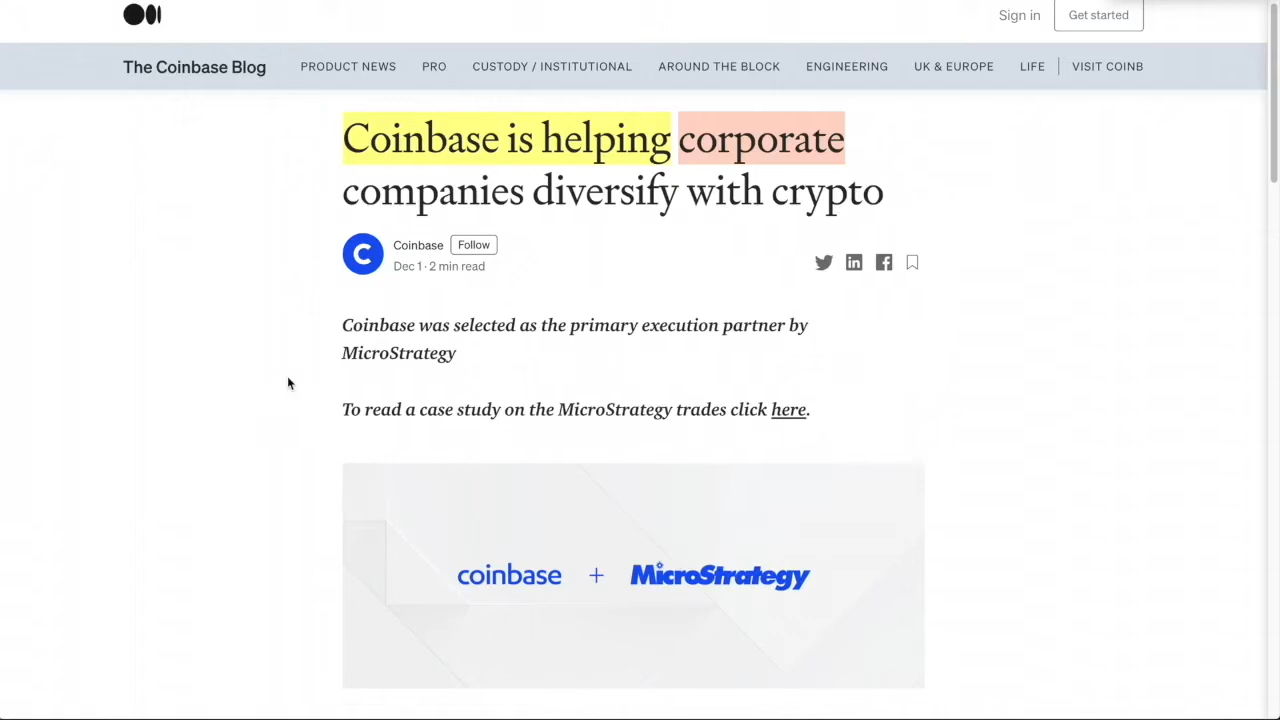 Sign in
Get started
The Coinbase Blog
PRODUCT NEWS
PRO
CUSTODY / INSTITUTIONAL
AROUND THE BLOCK
ENGINEERING
UK & EUROPE
LIFE
VISIT COINB
Coinbase is helping corporate
companies diversify with crypto
Coinbase
Follow
Dec 1 · 2 min read
Coinbase was selected as the primary execution partner by
MicroStrategy
To read a case study on the MicroStrategy trades click here.
coinbase + MicroStrategy